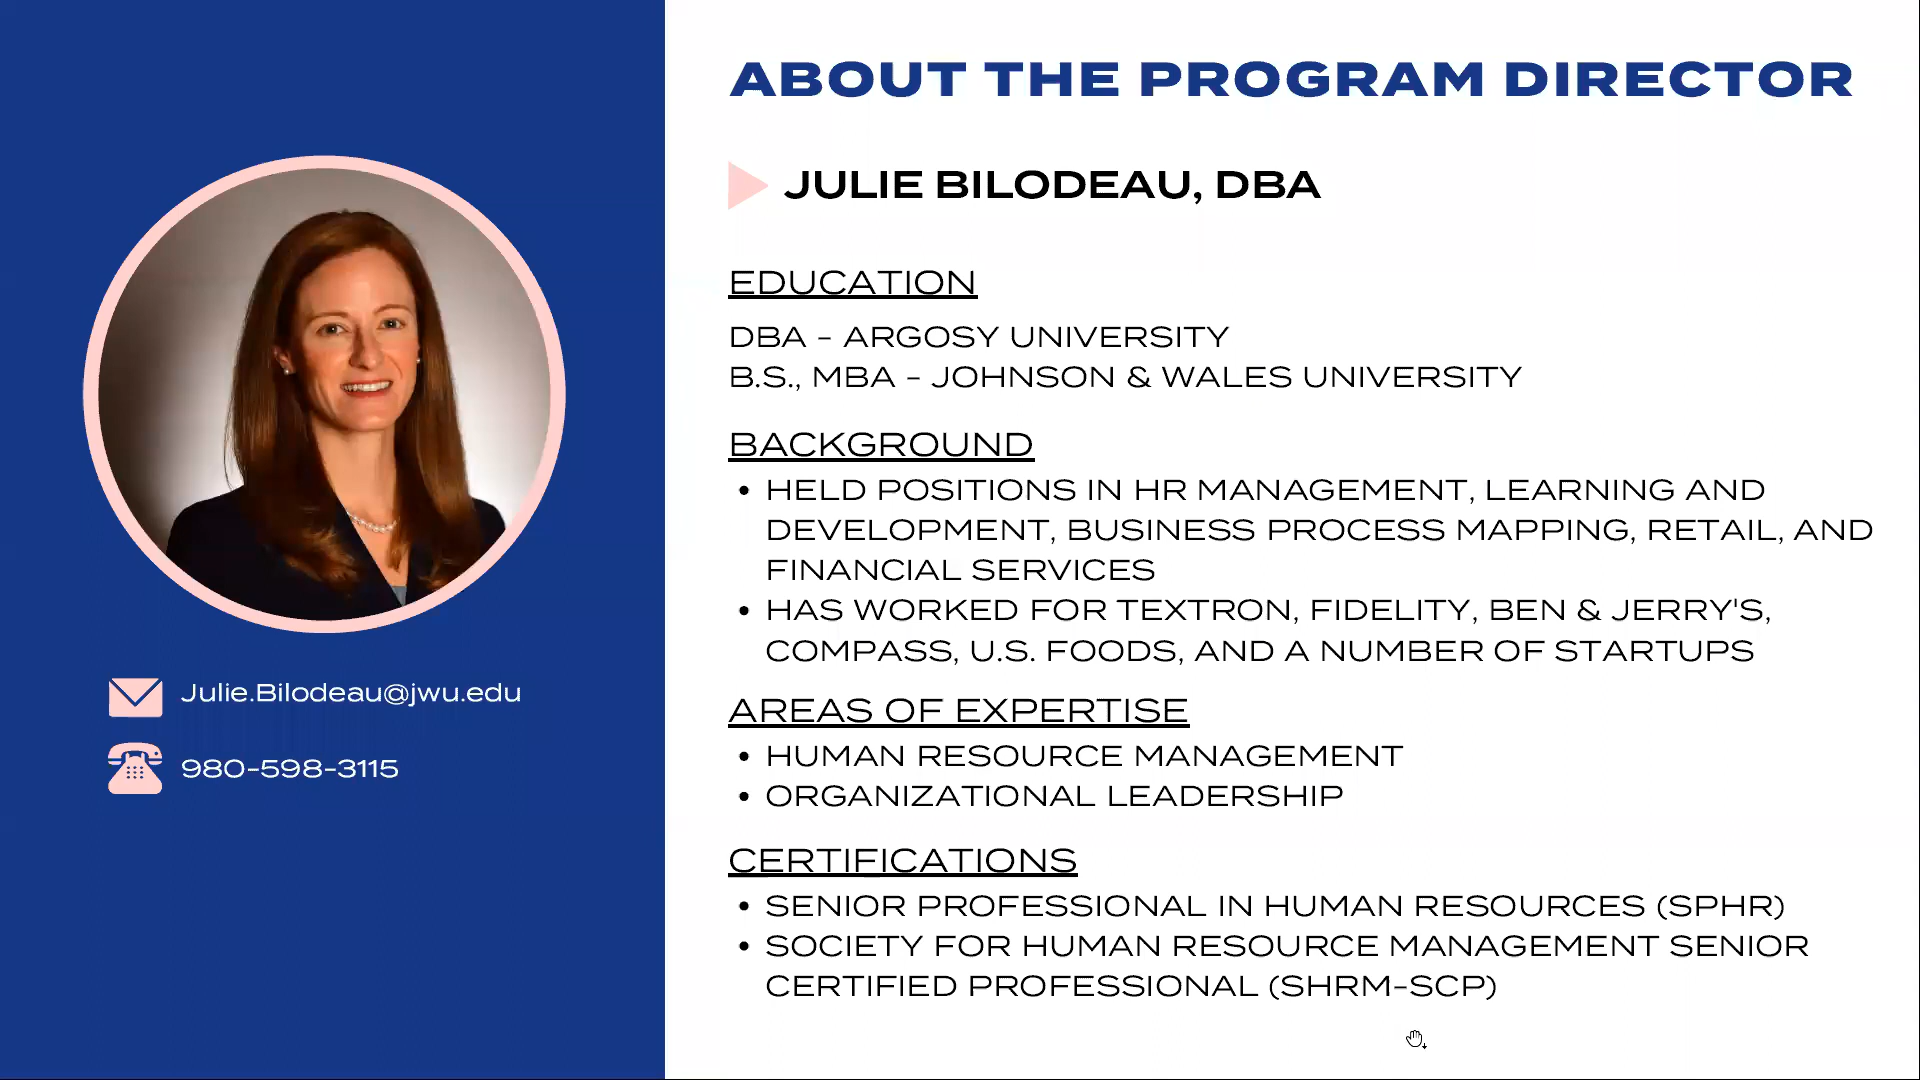 ABOUT THE PROGRAM DIRECTOR
JULIE BILODEAU, DBA
EDUCATION
DBA - ARGOSY UNIVERSITY
B.S., MBA - JOHNSON & WALES UNIVERSITY
BACKGROUND
• HELD POSITIONS IN HR MANAGEMENT, LEARNING AND
DEVELOPMENT, BUSINESS PROCESS MAPPING, RETAIL, AND
FINANCIAL SERVICES
• HAS WORKED FOR TEXTRON, FIDELITY, BEN & JERRY'S,
COMPASS, U.S. FOODS, AND A NUMBER OF STARTUPS
AREAS OF EXPERTISE
• HUMAN RESOURCE MANAGEMENT
• ORGANIZATIONAL LEADERSHIP
CERTIFICATIONS
• SENIOR PROFESSIONAL IN HUMAN RESOURCES (SPHR)
• SOCIETY FOR HUMAN RESOURCE MANAGEMENT SENIOR
CERTIFIED PROFESSIONAL (SHRM-SCP)
Julie.Bilodeau@jwu.edu
980-598-3115